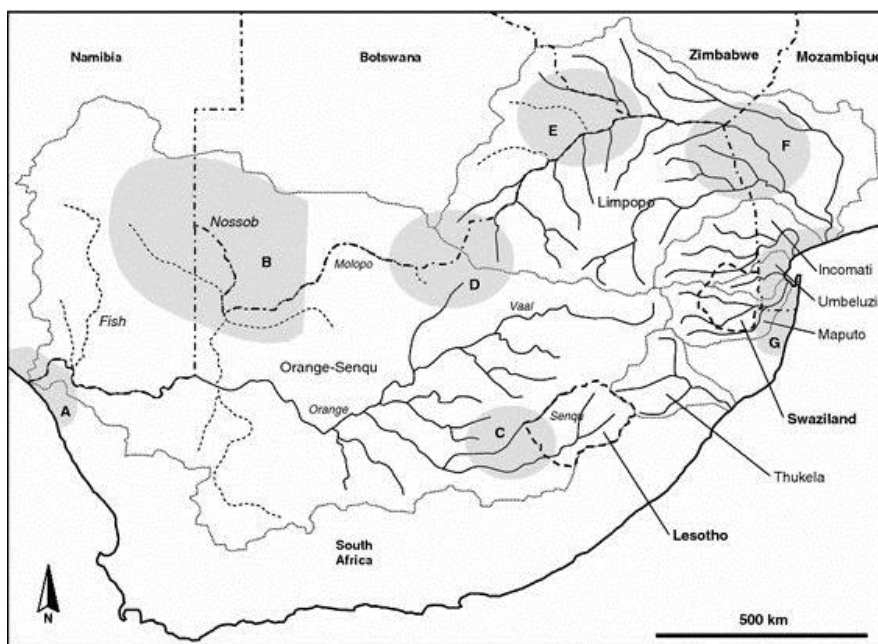 Namibia
Botswana
Zimbabwe
Mozambique
E
F
Limpopo
Nossob
B
Molopo
D
Incomati
Umbeluzi
Maputo
G
Fish
Vaal
Orange-Senqu
Orange
Senqu
C
A
Swaziland
Thukela
Lesotho
South
Africa
N
500 km